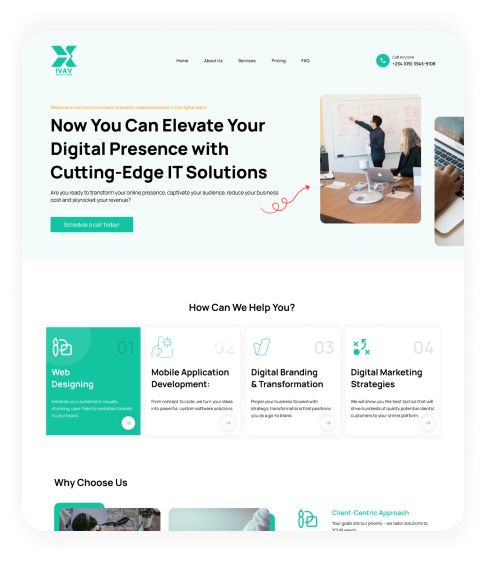 IVAV
SOLUTIONS
Home About Us Services Pricing FAQ
Call Anytime
+234 (09) 3945-9108
Welcome to Ivav Solutions where innovation meets excellence in the digital realm!
Now You Can Elevate Your
Digital Presence with
Cutting-Edge IT Solutions
Are you ready to transform your online presence, captivate your audience, reduce your business
cost and skyrocket your revenue?
Schedule a call Today!
How Can We Help You?
01
Web
Designing
Immerse your audience in visually
stunning, user-friendly websites tailored
to your brand.
02
Mobile Application
Development:
From concept to code, we turn your ideas
into powerful, custom software solutions.
03
Digital Branding
& Transformation
Propel your business forward with
strategic transformations that positions
you as a go-to brand.
04
Digital Marketing
Strategies
We will show you the best tactics that will
drive hundreds of quality potential clients/
customers to your online platform.
Why Choose Us
Client-Centric Approach
Your goals are our priority – we tailor solutions to
YOUR needs.